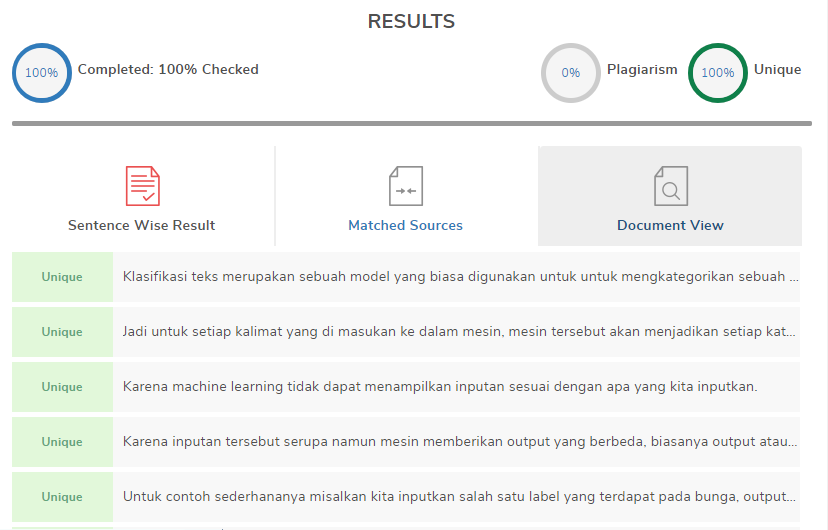 RESULTS
100% Completed: 100% Checked 0% Plagiarism 100% Unique
Sentence Wise Result Matched Sources Document View
Unique Klasifikasi teks merupakan sebuah model yang biasa digunakan untuk untuk mengkategorikan sebuah ...
Unique Jadi untuk setiap kalimat yang di masukan ke dalam mesin, mesin tersebut akan menjadikan setiap kat...
Unique Karena machine learning tidak dapat menampilkan inputan sesuai dengan apa yang kita inputkan.
Unique Karena inputan tersebut serupa namun mesin memberikan output yang berbeda, biasanya output atau...
Unique Untuk contoh sederhananya misalkan kita inputkan salah satu label yang terdapat pada bunga, output...